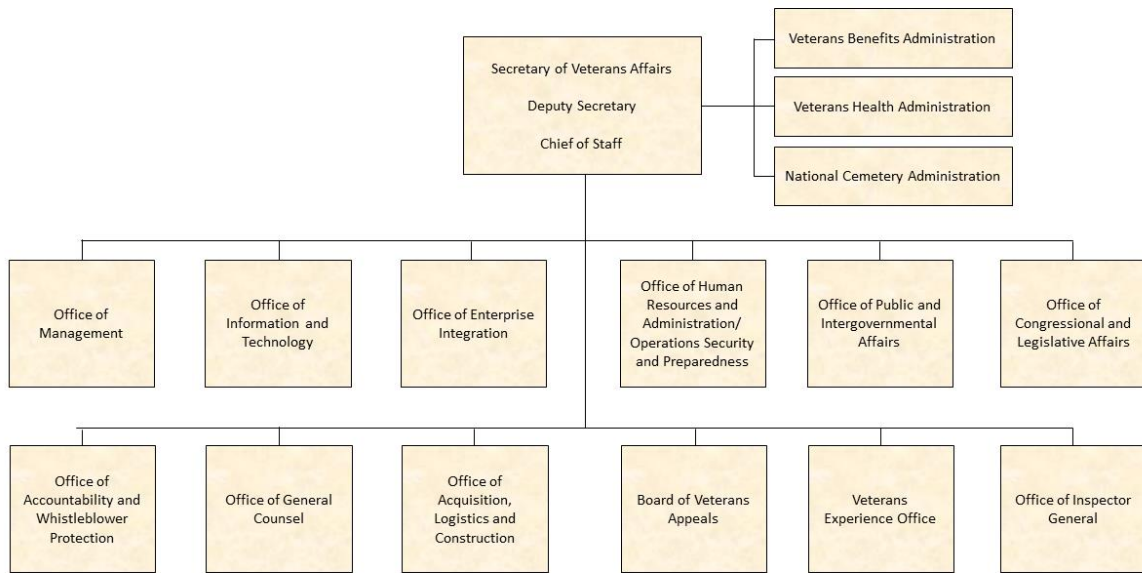 Secretary of Veterans Affairs
Deputy Secretary
Chief of Staff
Veterans Benefits Administration
Veterans Health Administration
National Cemetery Administration
Office of
Management
Office of
Information and
Technology
Office of Enterprise
Integration
Office of Human
Resources and
Administration/
Operations Security
and Preparedness
Office of Public and
Intergovernmental
Affairs
Office of
Congressional and
Legislative Affairs
Office of
Accountability and
Whistleblower
Protection
Office of General
Counsel
Office of
Acquisition,
Logistics and
Construction
Board of Veterans
Appeals
Veterans
Experience Office
Office of Inspector
General